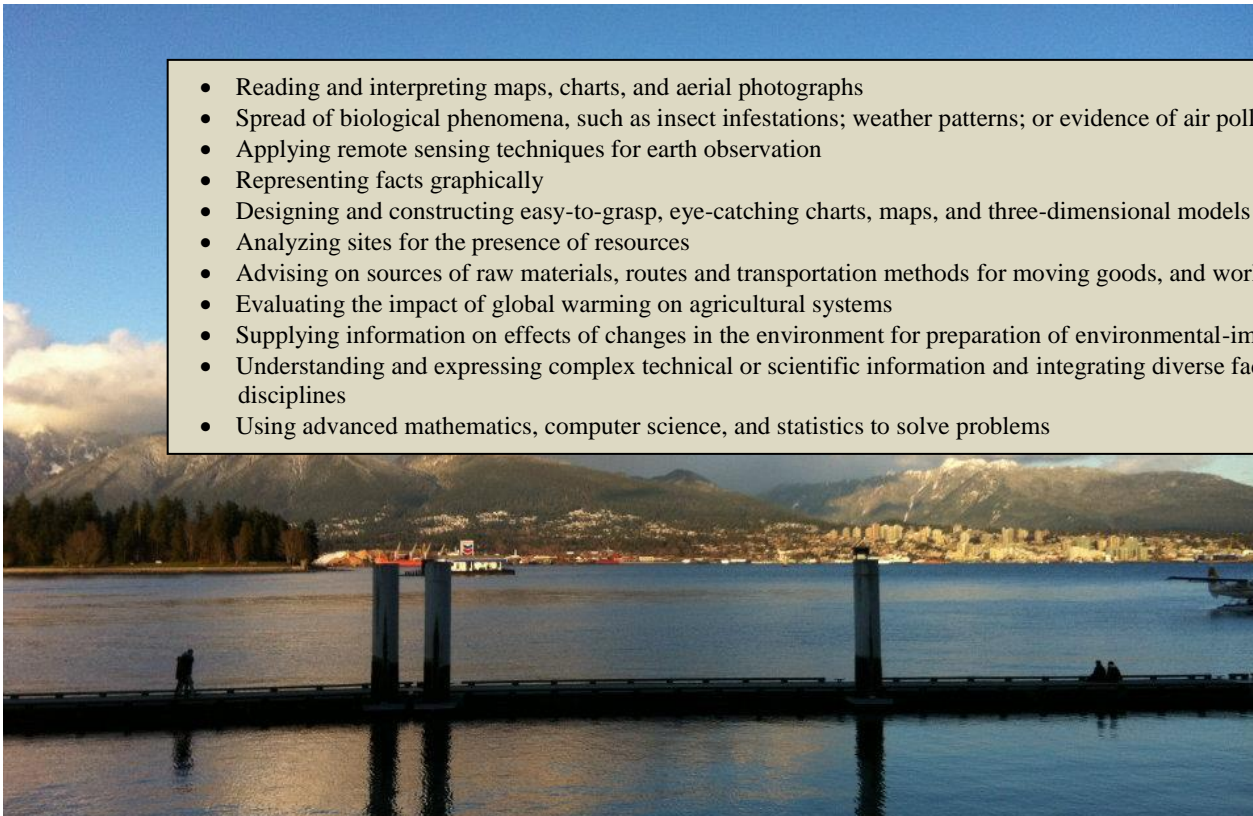 • Reading and interpreting maps, charts, and aerial photographs
• Spread of biological phenomena, such as insect infestations; weather patterns; or evidence of air poll
• Applying remote sensing techniques for earth observation
• Representing facts graphically
• Designing and constructing easy-to-grasp, eye-catching charts, maps, and three-dimensional models
• Analyzing sites for the presence of resources
• Advising on sources of raw materials, routes and transportation methods for moving goods, and wor
• Evaluating the impact of global warming on agricultural systems
• Supplying information on effects of changes in the environment for preparation of environmental-im
• Understanding and expressing complex technical or scientific information and integrating diverse fa
disciplines
• Using advanced mathematics, computer science, and statistics to solve problems